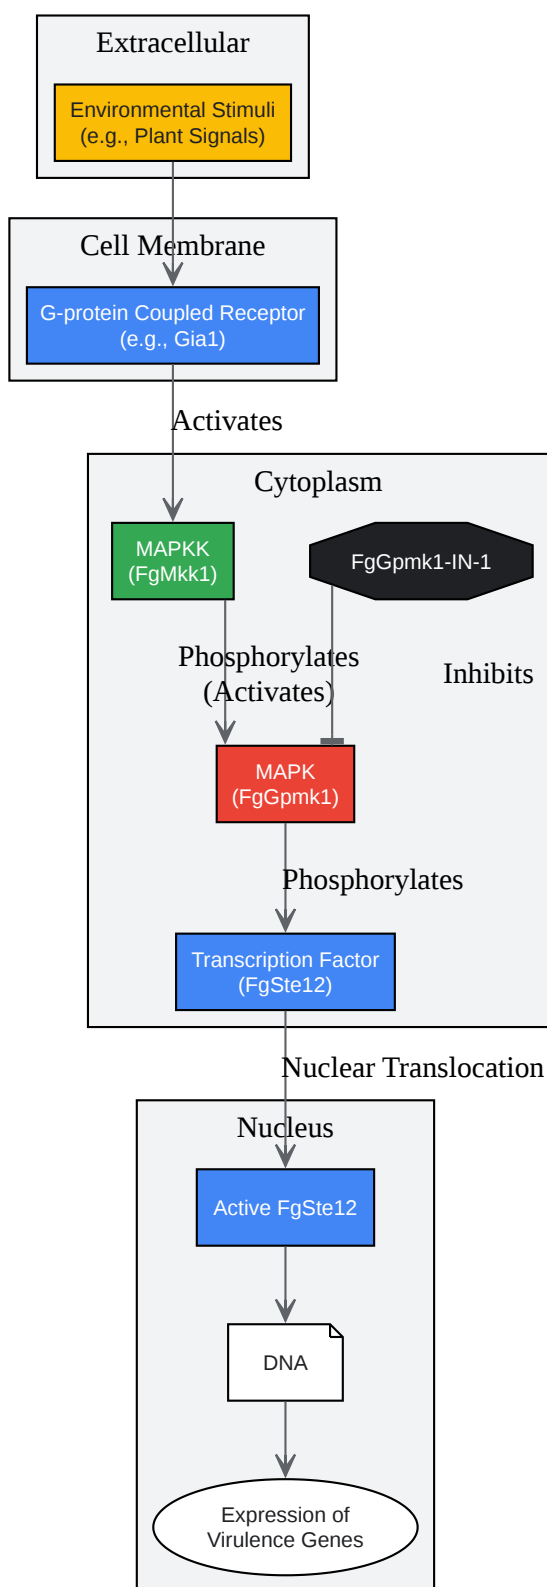 Extracellular
Environmental Stimuli
(e.g., Plant Signals)
Cell Membrane
G-protein Coupled Receptor
(e.g., Gia1)
Activates
Cytoplasm
MAPKK
(FgMkk1)
FgGpmk1-IN-1
Phosphorylates
(Activates)
Inhibits
MAPK
(FgGpmk1)
Phosphorylates
Transcription Factor
(FgSte12)
Nuclear Translocation
Nucleus
Active FgSte12
DNA
Expression of
Virulence Genes